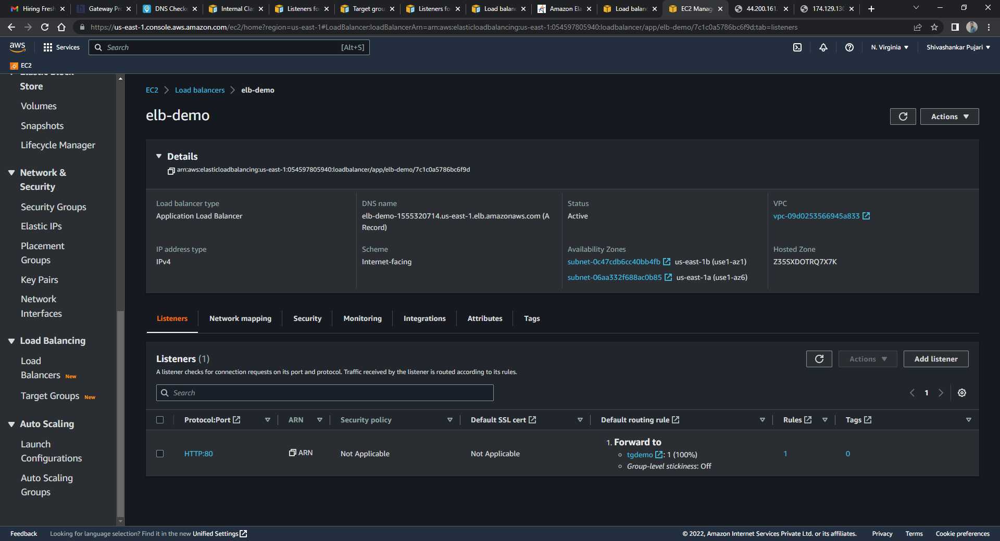 Hiring Fresh
Gateway Pro
DNS Checke
Internal Cla
Listeners fo
Target grou
Listeners fo
Load balanc
Amazon Ela
Load balanc
EC2 Manag
44.200.161.
174.129.130
https://us-east-1.console.aws.amazon.com/ec2/home?region=us-east-1#LoadBalancer:loadBalancerArn=arn:aws:elasticloadbalancing:us-east-1:054597805940:loadbalancer/app/elb-demo/7c1c0a5786bc6f9d;tab=listeners
aws Services Search [Alt+S] N. Virginia Shivashankar Pujari
EC2
Elastic Block
Store
Volumes
Snapshots
Lifecycle Manager
Network &
Security
Security Groups
Elastic IPs
Placement
Groups
Key Pairs
Network
Interfaces
Load Balancing
Load
Balancers New
Target Groups New
Auto Scaling
Launch
Configurations
Auto Scaling
Groups
EC2 Load balancers elb-demo
elb-demo
Actions
Details
arn:aws:elasticloadbalancing:us-east-1:054597805940:loadbalancer/app/elb-demo/7c1c0a5786bc6f9d
Load balancer type
Application Load Balancer
DNS name
elb-demo-1555320714.us-east-1.elb.amazonaws.com (A
Record)
Status
Active
VPC
vpc-09d0253566945a833
IP address type
IPv4
Scheme
Internet-facing
Availability Zones
subnet-0c47cdb6cc40bb4fb us-east-1b (use1-az1)
subnet-06aa332f688ac0b85 us-east-1a (use1-az6)
Hosted Zone
Z35SXDOTRQ7X7K
Listeners Network mapping Security Monitoring Integrations Attributes Tags
Listeners (1)
Actions Add listener
A listener checks for connection requests on its port and protocol. Traffic received by the listener is routed according to its rules.
Search
1
Protocol:Port ARN Security policy Default SSL cert Default routing rule Rules Tags
HTTP:80 ARN Not Applicable Not Applicable
1. Forward to
tgdemo : 1 (100%)
Group-level stickiness: Off
1 0
Feedback Looking for language selection? Find it in the new Unified Settings © 2022, Amazon Internet Services Private Ltd. or its affiliates. Privacy Terms Cookie preferences